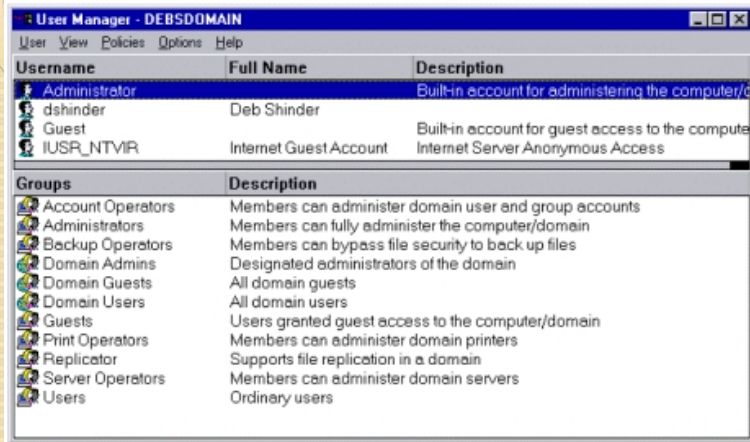 User Manager - DEBSDOMAIN
User View Policies Options Help
Username Full Name Description
Administrator Built-in account for administering the computer/d
dshinder Deb Shinder
Guest Built-in account for guest access to the compute
IUSR_NTVIR Internet Guest Account Internet Server Anonymous Access
Groups Description
Account Operators Members can administer domain user and group accounts
Administrators Members can fully administer the computer/domain
Backup Operators Members can bypass file security to back up files
Domain Admins Designated administrators of the domain
Domain Guests All domain guests
Domain Users All domain users
Guests Users granted guest access to the computer/domain
Print Operators Members can administer domain printers
Replicator Supports file replication in a domain
Server Operators Members can administer domain servers
Users Ordinary users